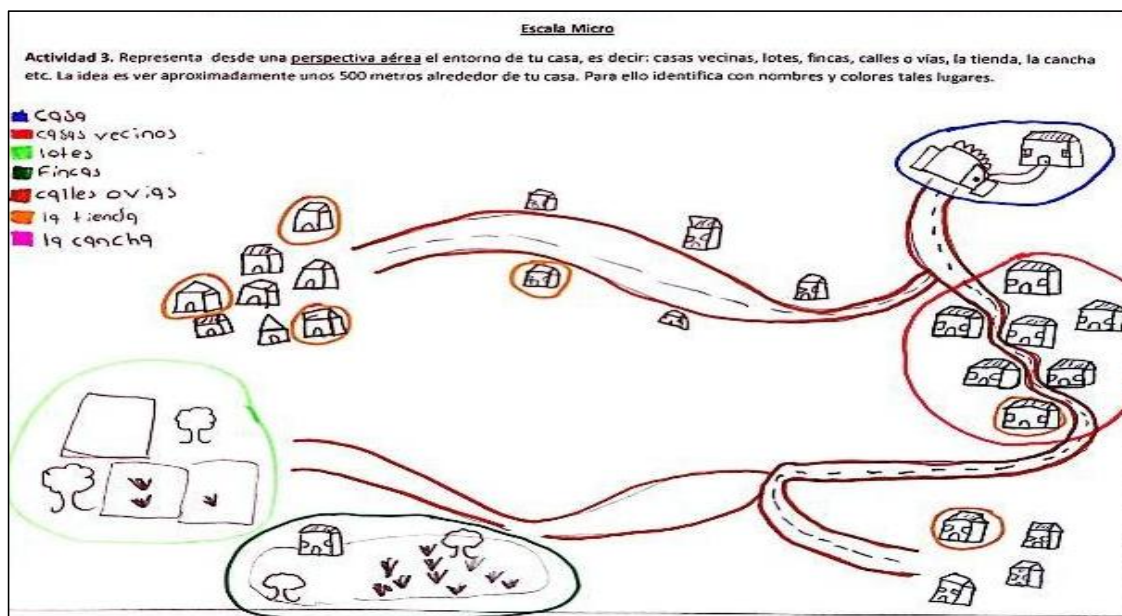 Escala Micro
Actividad 3. Representa desde una perspectiva aérea el entorno de tu casa, es decir: casas vecinas, lotes, fincas, calles o vías, la tienda, la cancha
etc. La idea es ver aproximadamente unos 500 metros alrededor de tu casa. Para ello identifica con nombres y colores tales lugares.
casa
casas vecinos
lotes
Fincas
calles o vias
la tienda
la cancha